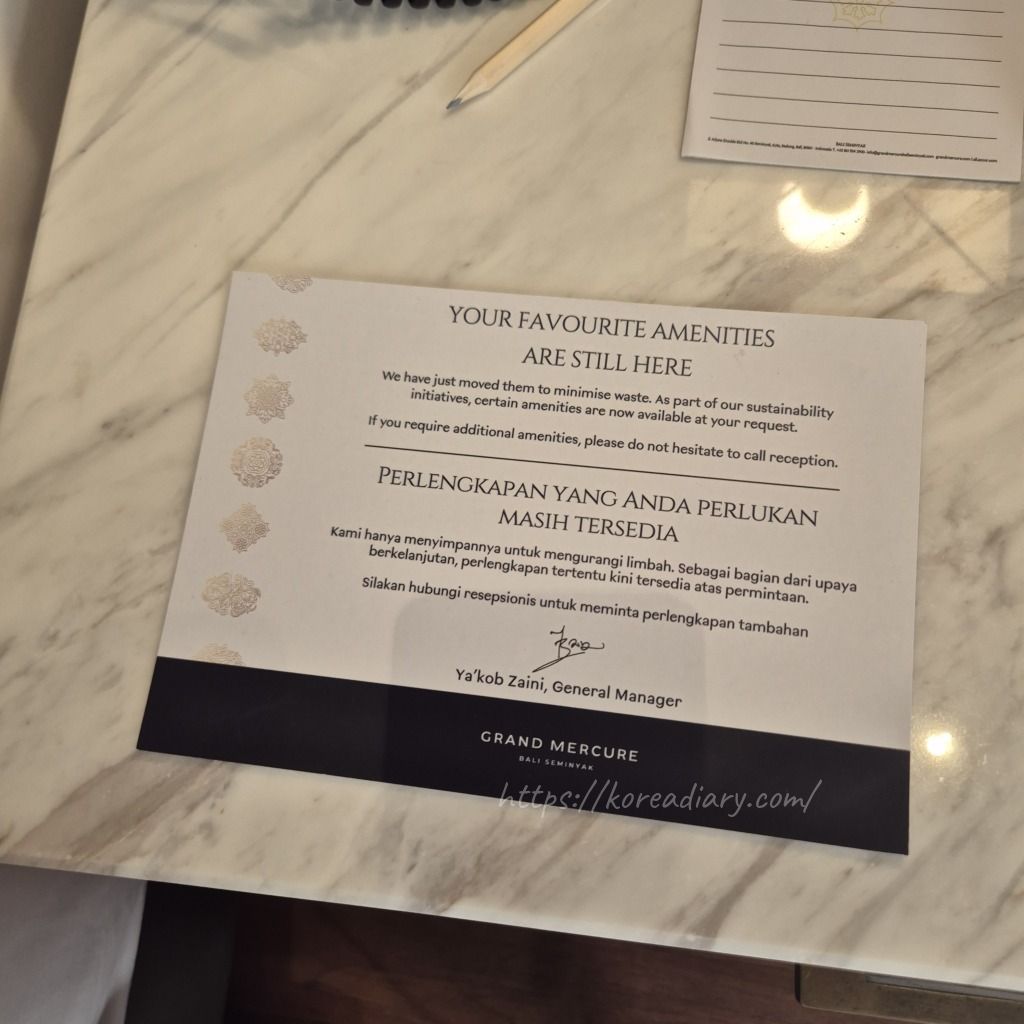 BALI SEMINYAK
YOUR FAVOURITE AMENITIES
ARE STILL HERE
We have just moved them to minimise waste. As part of our sustainability
initiatives, certain amenities are now available at your request.
If you require additional amenities, please do not hesitate to call reception.
PERLENGKAPAN YANG ANDA PERLUKAN
MASIH TERSEDIA
Kami hanya menyimpannya untuk mengurangi limbah. Sebagai bagian dari upaya
berkelanjutan, perlengkapan tertentu kini tersedia atas permintaan.
Silakan hubungi resepsionis untuk meminta perlengkapan tambahan
Ya'kob Zaini, General Manager
GRAND MERCURE
BALI SEMINYAK
https://koreadiary.com/